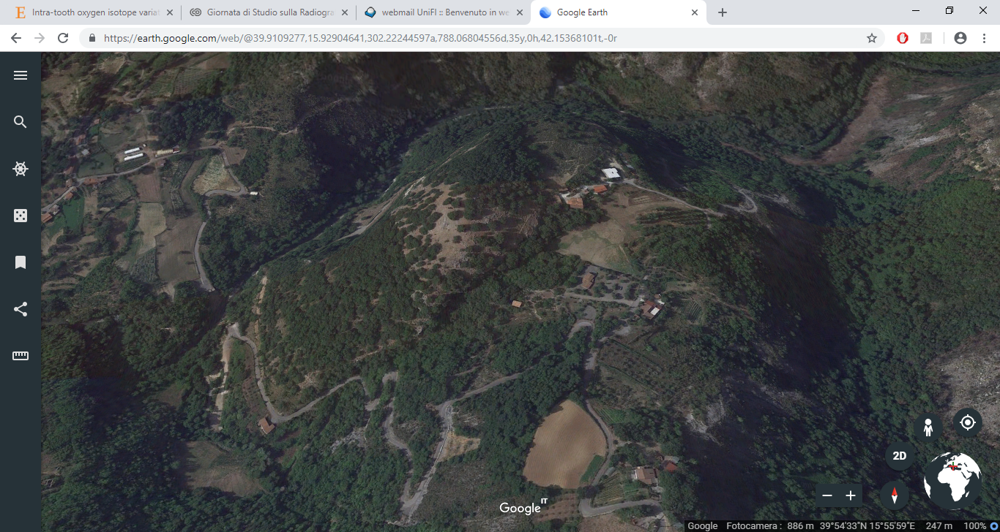 Intra-tooth oxygen isotope variat
Giornata di Studio sulla Radiogra
webmail UniFI :: Benvenuto in we
Google Earth
https://earth.google.com/web/@39.9109277,15.92904641,302.22244597a,788.06804556d,35y,0h,42.15368101t,-0r
2D
Google IT
Google Fotocamera : 886 m 39°54'33"N 15°55'59"E 247 m 100%